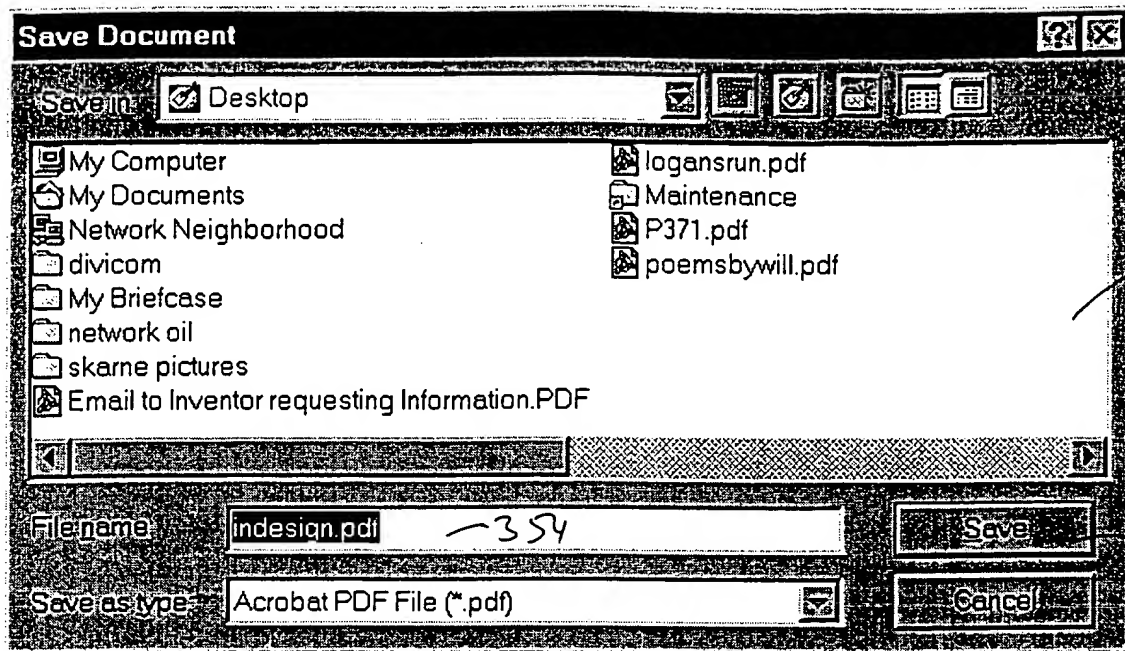 Save Document
Save in: Desktop
My Computer
My Documents
Network Neighborhood
divicom
My Briefcase
network oil
skarne pictures
Email to Inventor requesting Information.PDF
logansrun.pdf
Maintenance
P371.pdf
poemsbywill.pdf
File name: indesign.pdf 354 Save
Save as type: Acrobat PDF File (*.pdf) Cancel